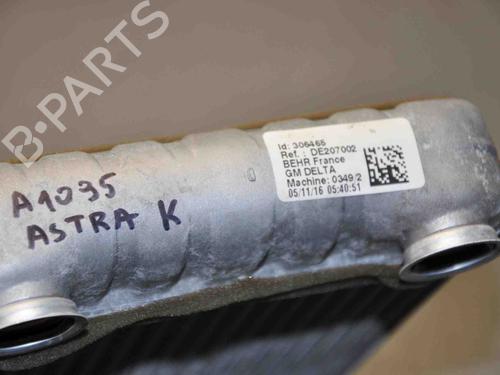 A1035
ASTRA K
Id: 306465
Ref. : DE207002
BEHR France
GM DELTA
Machine: 0349/2
05/11/16 05:40:51
B-PARTS